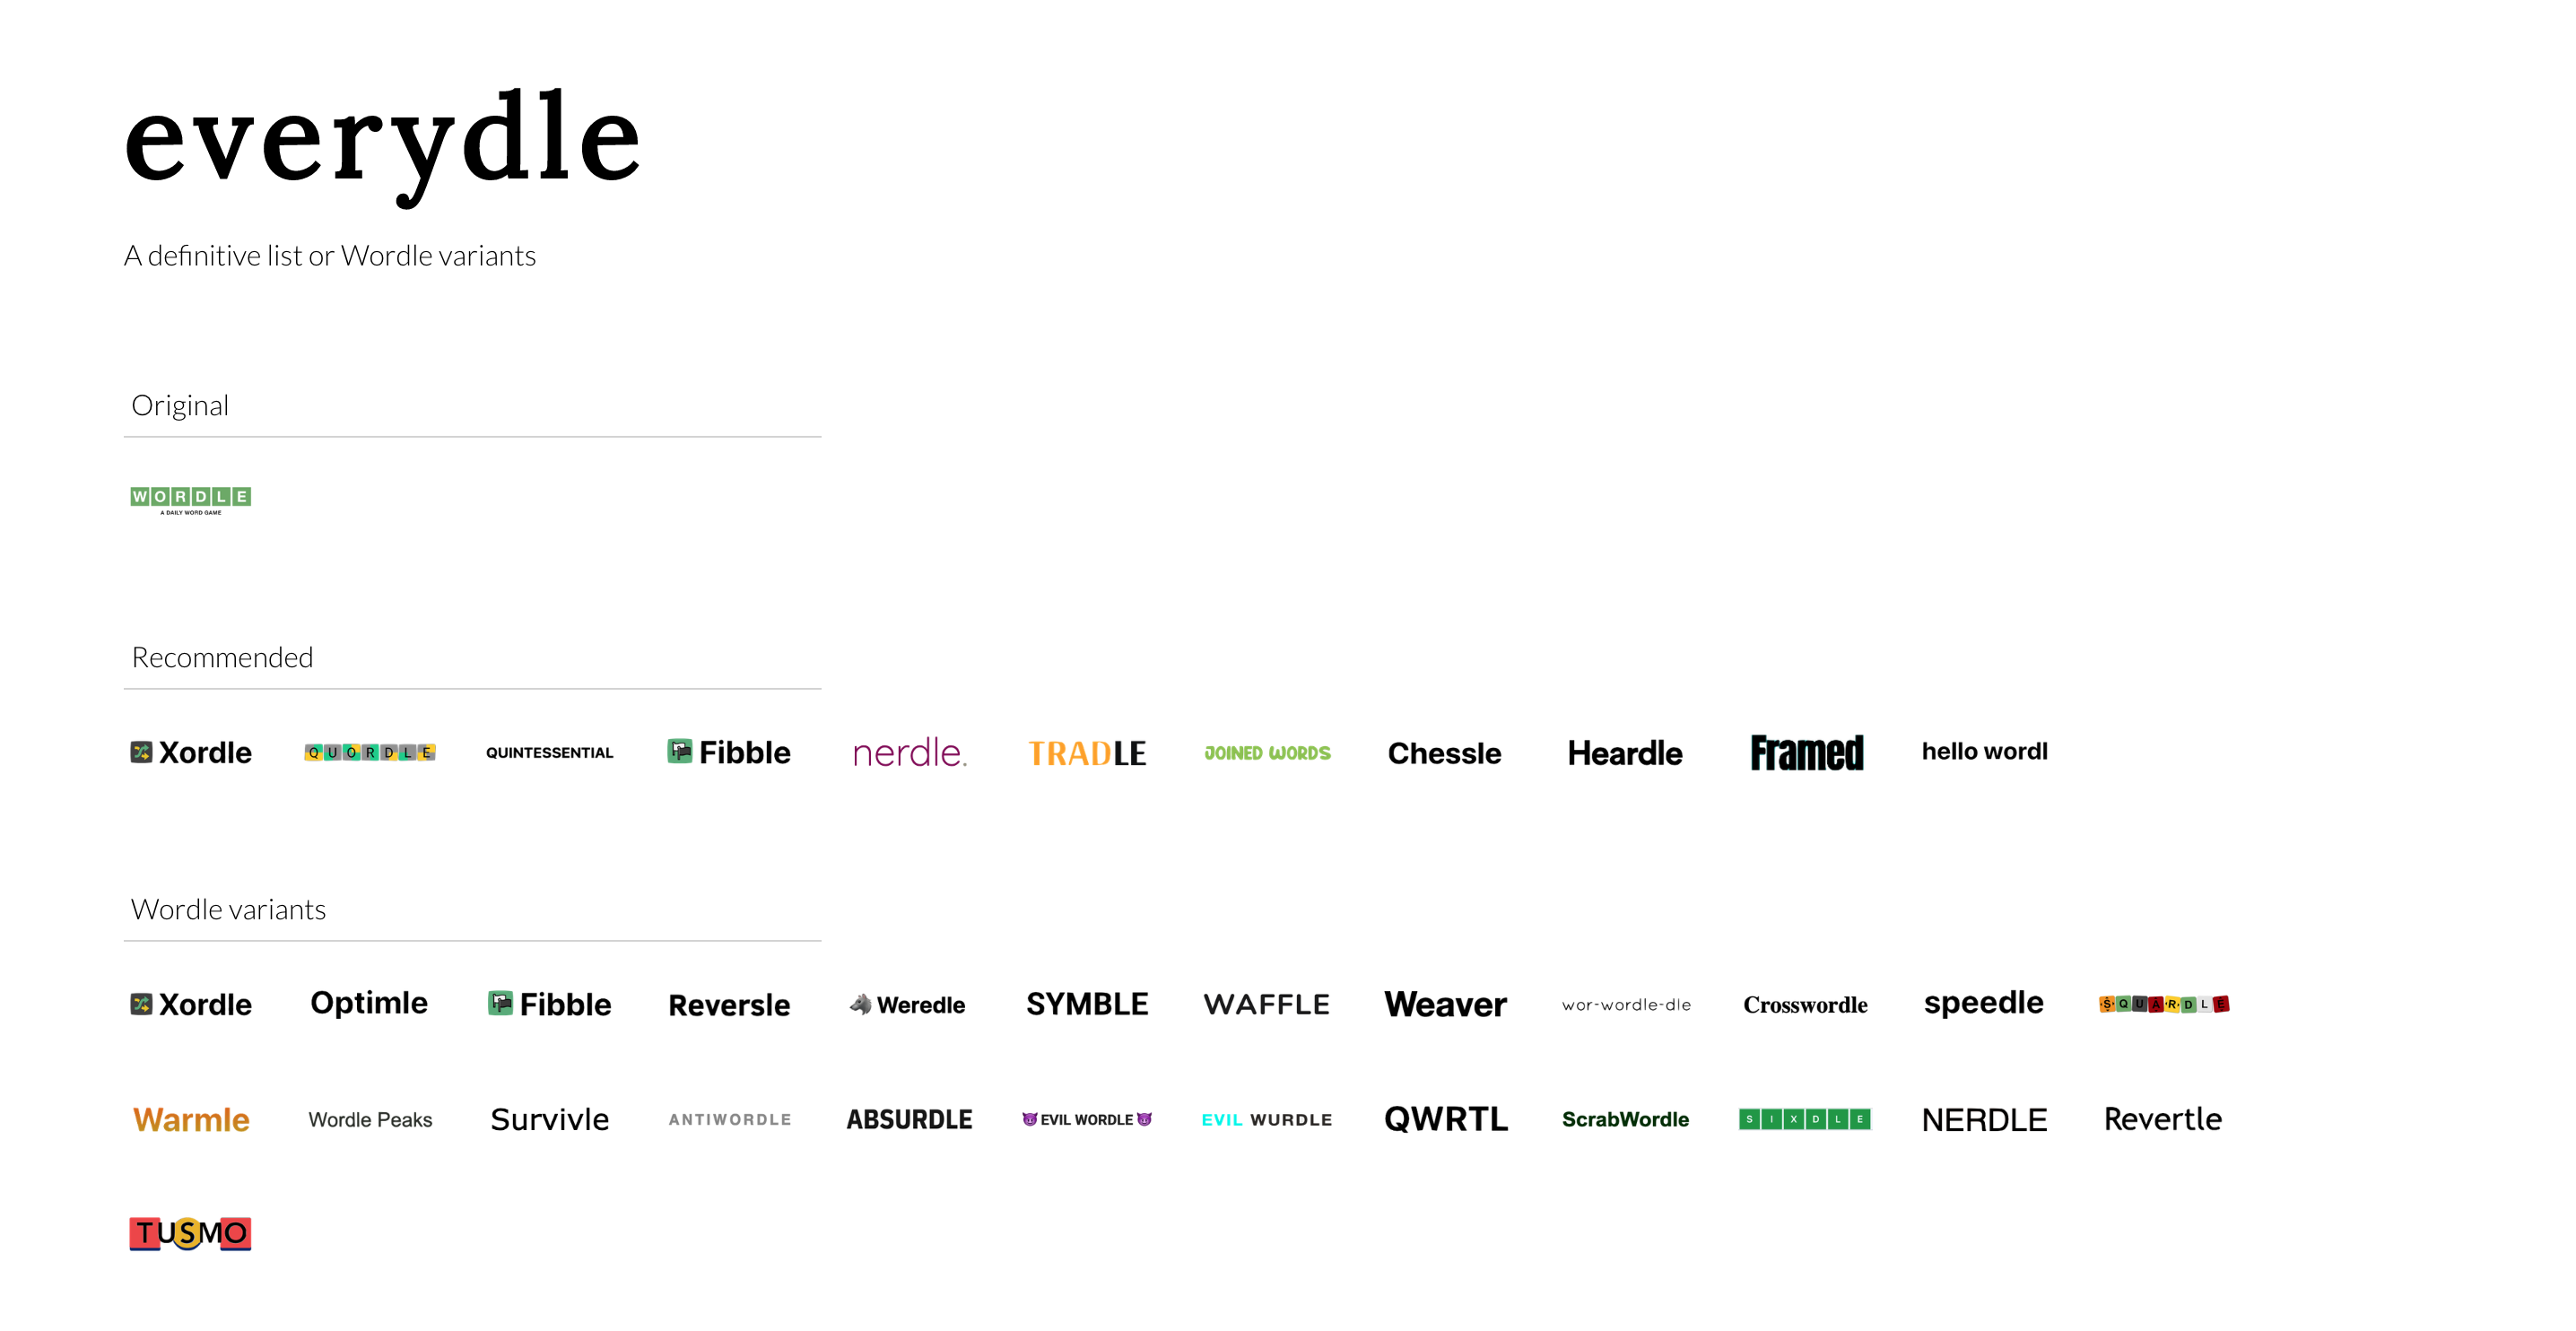 everydle
A definitive list or Wordle variants
Original
WORDLE
A DAILY WORD GAME
Recommended
Xordle QUORDLE QUINTESSENTIAL Fibble nerdle. TRADLE JOINED WORDS Chessle Heardle Framed hello wordl
Wordle variants
Xordle Optimle Fibble Reversle Weredle SYMBLE WAFFLE Weaver wor-wordle-dle Crosswordle speedle SQUARDLE
Warmle Wordle Peaks Survivle ANTIWORDLE ABSURDLE EVIL WORDLE EVIL WURDLE QWRTL ScrabWordle SIXDLE NERDLE Revertle
TUSMO